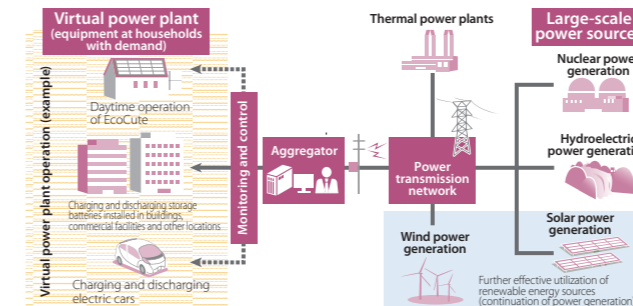 Virtual power plant
(equipment at households
with demand)
Virtual power plant operation (example)
Daytime operation
of EcoCute
Charging and discharging storage
batteries installed in buildings,
commercial facilities and other locations
Charging and discharging
electric cars
Monitoring and control
Aggregator
Thermal power plants
Power
transmission
network
Wind power
generation
Large-scale
power source
Nuclear power
generation
Hydroelectric
power generati
Solar power
generation
Further effective utilization of
renewable energy sources
(continuation of power generation